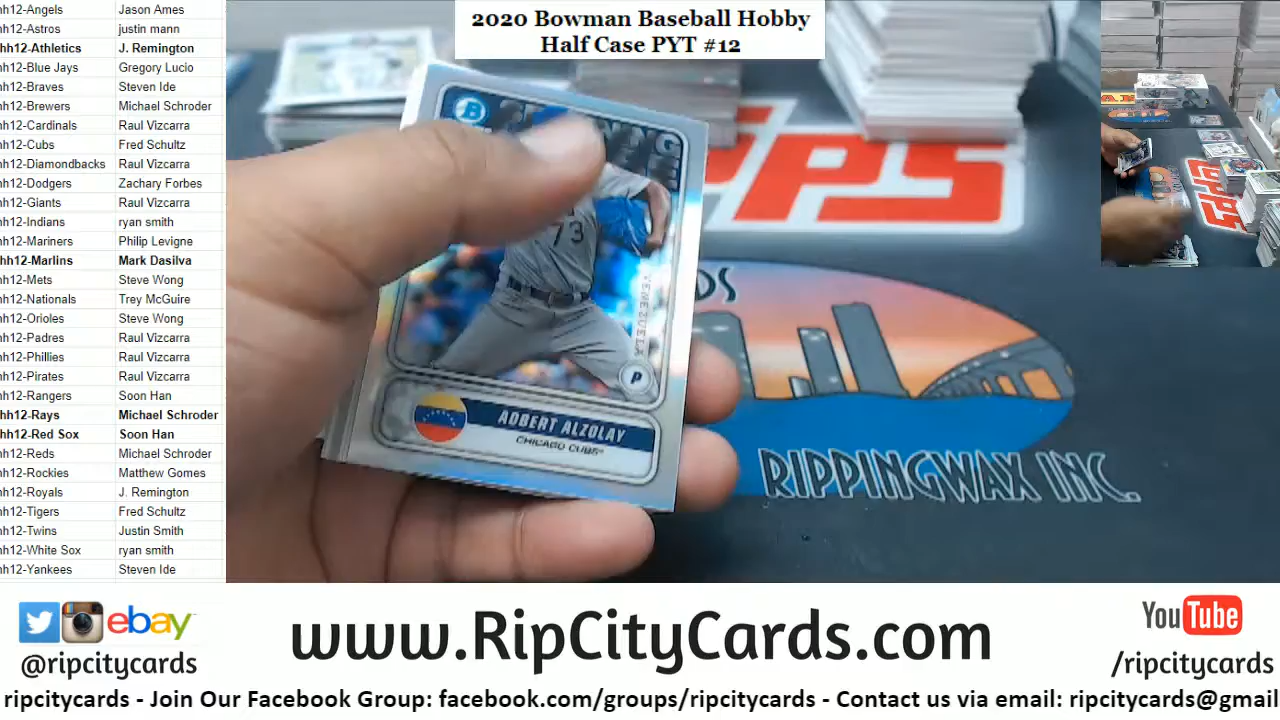 2020 Bowman Baseball Hobby
Half Case PYT #12
hh12-Angels Jason Ames
hh12-Astros justin mann
hh12-Athletics J. Remington
hh12-Blue Jays Gregory Lucio
hh12-Braves Steven Ide
hh12-Brewers Michael Schroder
hh12-Cardinals Raul Vizcarra
hh12-Cubs Fred Schultz
hh12-Diamondbacks Raul Vizcarra
hh12-Dodgers Zachary Forbes
hh12-Giants Raul Vizcarra
hh12-Indians ryan smith
hh12-Mariners Philip Levigne
hh12-Marlins Mark Dasilva
hh12-Mets Steve Wong
hh12-Nationals Trey McGuire
hh12-Orioles Steve Wong
hh12-Padres Raul Vizcarra
hh12-Phillies Raul Vizcarra
hh12-Pirates Raul Vizcarra
hh12-Rangers Soon Han
hh12-Rays Michael Schroder
hh12-Red Sox Soon Han
hh12-Reds Michael Schroder
hh12-Rockies Matthew Gomes
hh12-Royals J. Remington
hh12-Tigers Fred Schultz
hh12-Twins Justin Smith
hh12-White Sox ryan smith
hh12-Yankees Steven Ide
B
73
VENEZUELA
P
ADBERT ALZOLAY
CHICAGO CUBS
RIPPINGWAX INC.
ebay
@ripcitycards
www.RipCityCards.com
YouTube
/ripcitycards
ripcitycards - Join Our Facebook Group: facebook.com/groups/ripcitycards - Contact us via email: ripcitycards@gmail